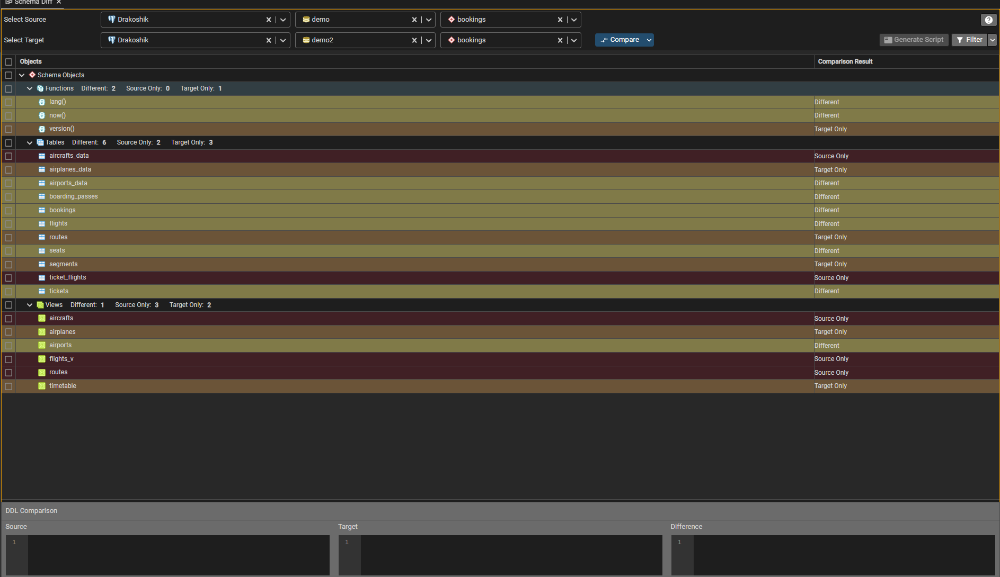 Schema Diff
Select Source Drakoshik demo bookings
Select Target Drakoshik demo2 bookings Compare Generate Script Filter
Objects Comparison Result
Schema Objects
Functions Different: 2 Source Only: 0 Target Only: 1
lang() Different
now() Different
version() Target Only
Tables Different: 6 Source Only: 2 Target Only: 3
aircrafts_data Source Only
airplanes_data Target Only
airports_data Different
boarding_passes Different
bookings Different
flights Different
routes Target Only
seats Different
segments Target Only
ticket_flights Source Only
tickets Different
Views Different: 1 Source Only: 3 Target Only: 2
aircrafts Source Only
airplanes Target Only
airports Different
flights_v Source Only
routes Source Only
timetable Target Only
DDL Comparison
Source Target Difference
1 1 1